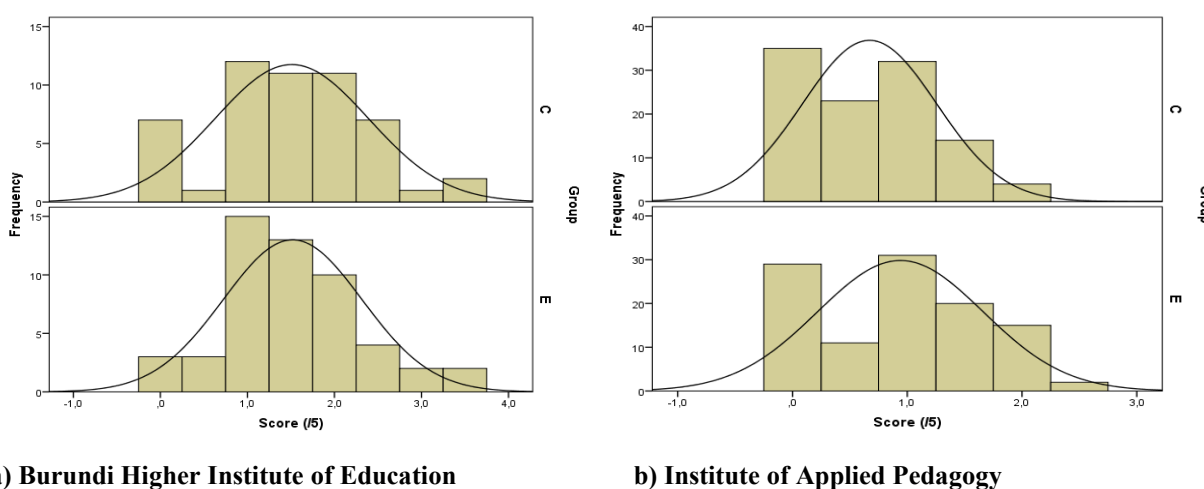 15
10
5
0
C
15
10
5
0
E
Frequency
Group
-1,0 ,0 1,0 2,0 3,0 4,0
Score (/5)
40
30
20
10
0
C
40
30
20
10
0
E
Frequency
Group
-1,0 ,0 1,0 2,0 3,0
Score (/5)
) Burundi Higher Institute of Education
b) Institute of Applied Pedagogy